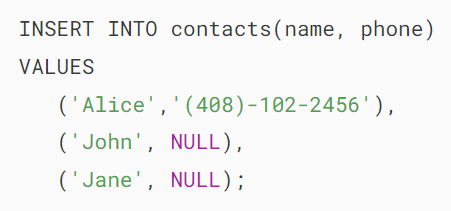 INSERT INTO contacts(name, phone)
VALUES
('Alice','(408)-102-2456'),
('John', NULL),
('Jane', NULL);